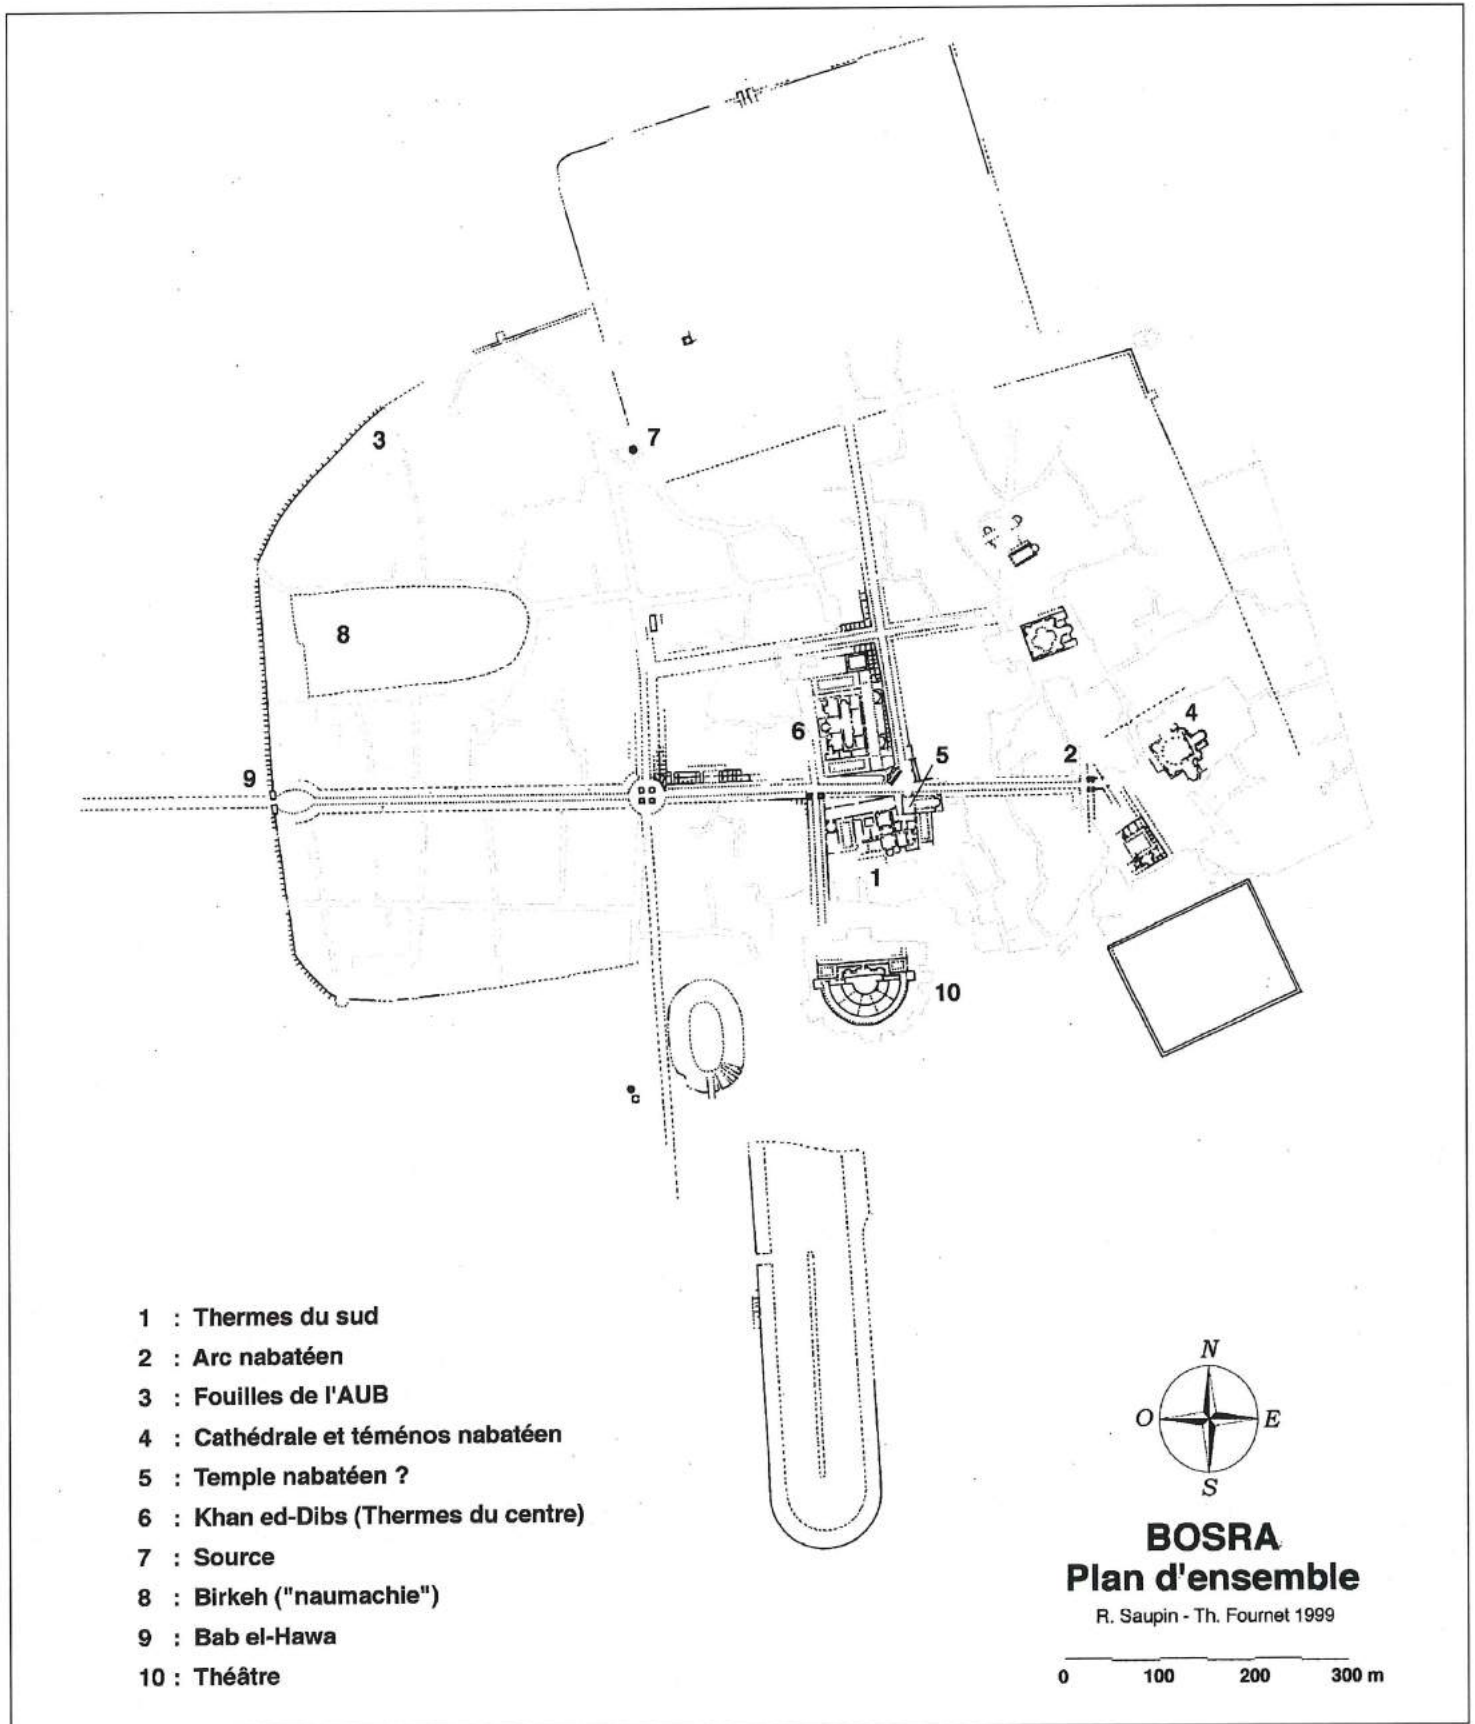 3
7
8
6
4
5
2
9
1
10
1 : Thermes du sud
2 : Arc nabatéen
3 : Fouilles de l'AUB
4 : Cathédrale et téménos nabatéen
5 : Temple nabatéen ?
6 : Khan ed-Dibs (Thermes du centre)
7 : Source
8 : Birkeh ("naumachie")
9 : Bab el-Hawa
10 : Théâtre
N
O E
S
BOSRA
Plan d'ensemble
R. Saupin - Th. Fournet 1999
0 100 200 300 m